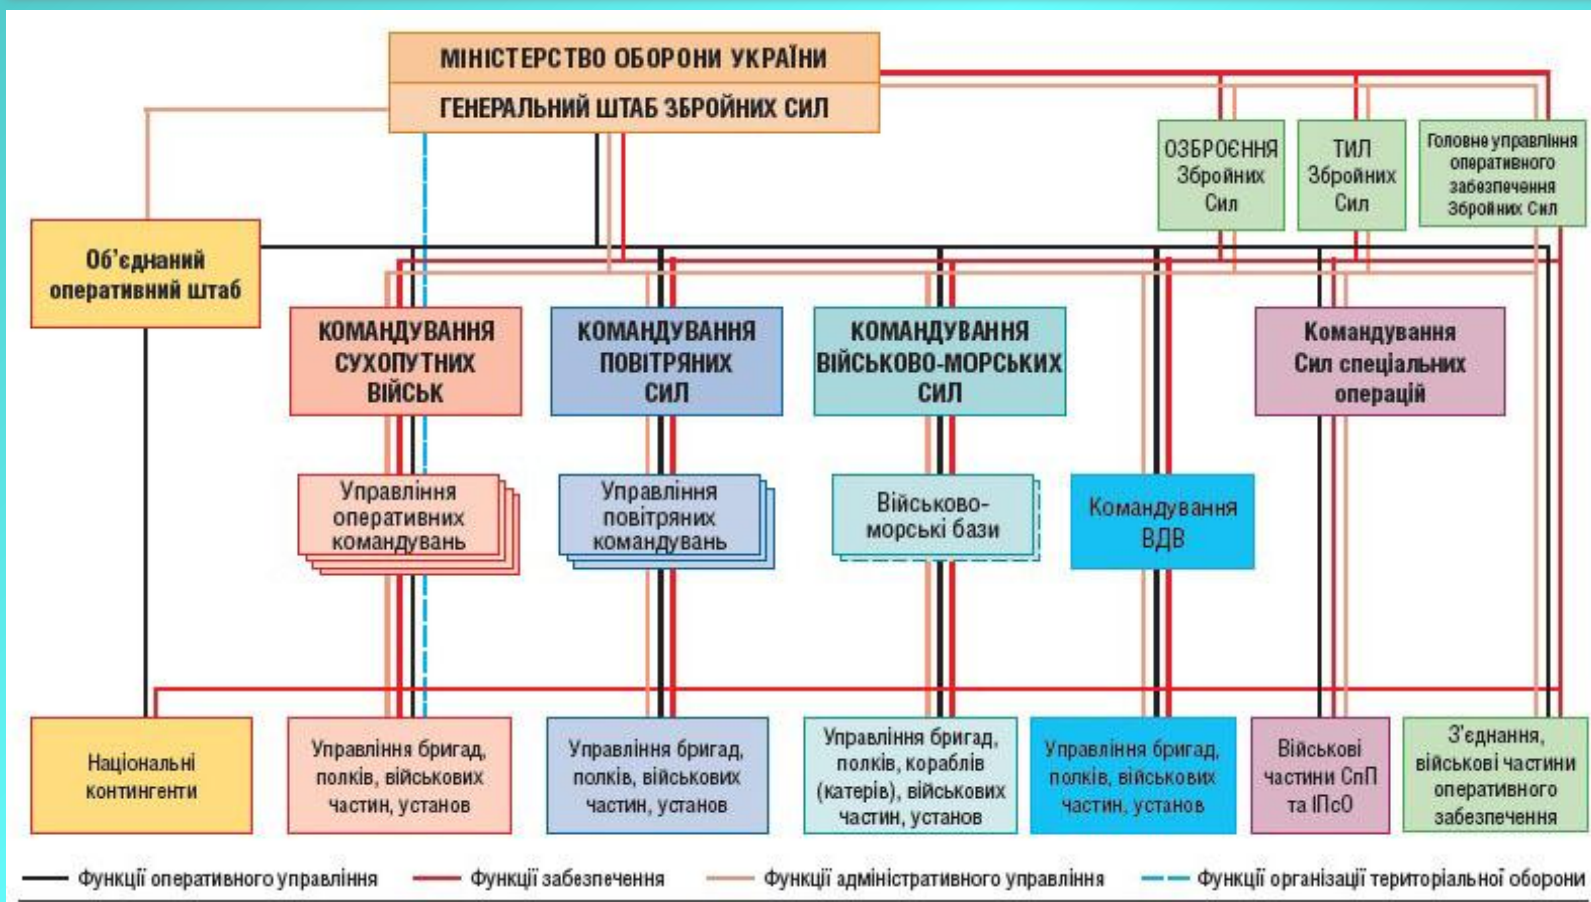 МІНІСТЕРСТВО ОБОРОНИ УКРАЇНИ
ГЕНЕРАЛЬНИЙ ШТАБ ЗБРОЙНИХ СИЛ
ОЗБРОЄННЯ
Збройних
Сил
ТИЛ
Збройних
Сил
Головне управління
оперативного
забезпечення
Збройних Сил
Об’єднаний
оперативний штаб
КОМАНДУВАННЯ
СУХОПУТНИХ
ВІЙСЬК
КОМАНДУВАННЯ
ПОВІТРЯНИХ
СИЛ
КОМАНДУВАННЯ
ВІЙСЬКОВО-МОРСЬКИХ
СИЛ
Командування
Сил спеціальних
операцій
Управління
оперативних
командувань
Управління
повітряних
командувань
Військово-
морські бази
Командування
ВДВ
Національні
контингенти
Управління бригад,
полків, військових
частин, установ
Управління бригад,
полків, військових
частин, установ
Управління бригад,
полків, кораблів
(катерів), військових
частин, установ
Управління бригад,
полків, військових
частин, установ
Військові
частини СпП
та ІПсО
З’єднання,
військові частини
оперативного
забезпечення
Функції оперативного управління
Функції забезпечення
Функції адміністративного управління
Функції організації територіальної оборони